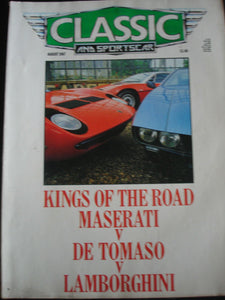 CLASSIC
AND SPORTSCAR
KINGS OF THE ROAD
MASERATI
V
DE TOMASO
V
LAMBORGHINI